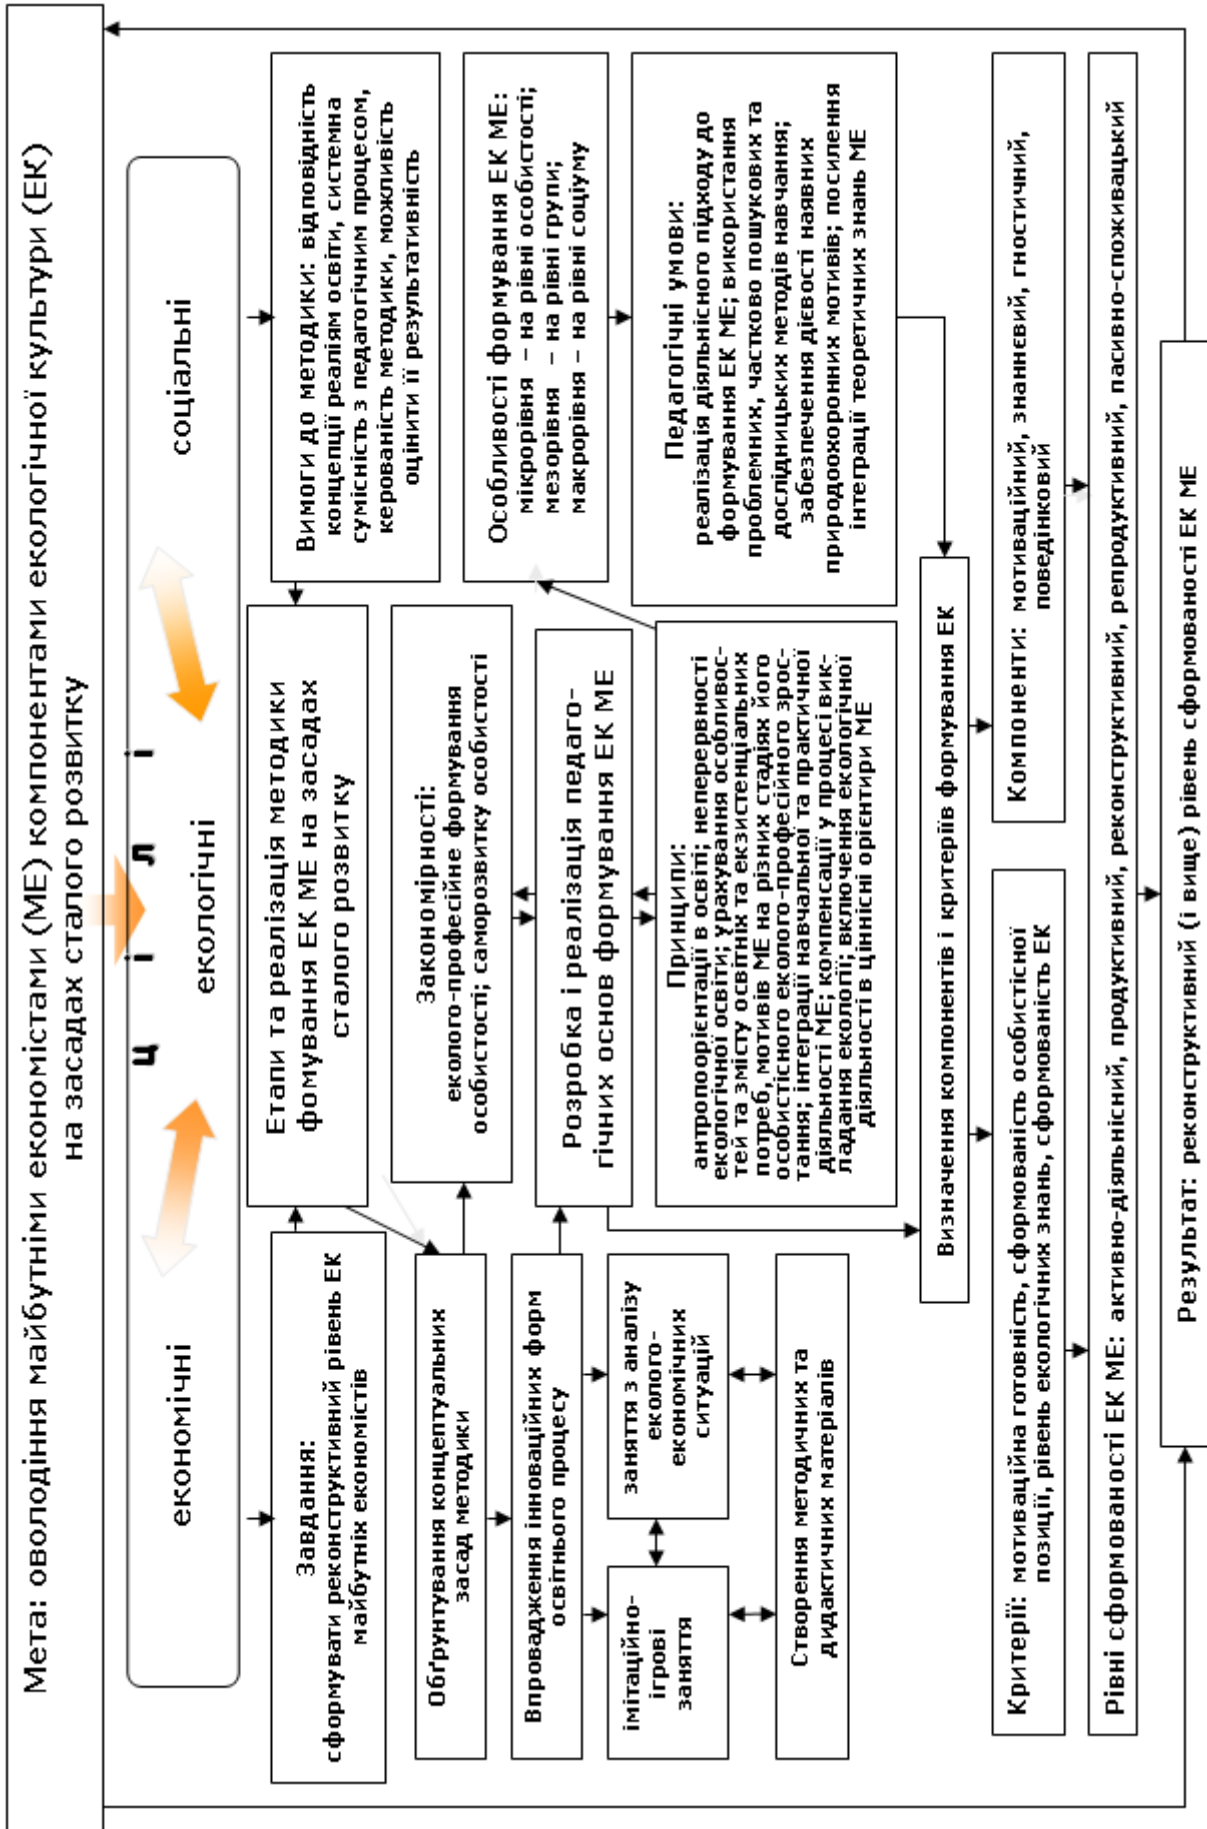 Мета: оволодіння майбутніми економістами (МЕ) компонентами екологічної культури (ЕК)
на засадах сталого розвитку
ц і л і
економічні
екологічні
соціальні
Завдання:
сформувати реконструктивний рівень ЕК
майбутніх економістів
Етапи та реалізація методики
фомування ЕК МЕ на засадах
сталого розвитку
Вимоги до методики: відповідність
концепції реаліям освіти, системна
сумісність з педагогічним процесом,
керованість методики, можливість
оцінити її результативність
Обґрунтування концептуальних
засад методики
Закономірності:
еколого-професійне формування
особистості; саморозвитку особистості
Особливості формування ЕК МЕ:
мікрорівня – на рівні особистості;
мезорівня – на рівні групи;
макрорівня – на рівні соціуму
Впровадження інноваційних форм
освітнього процесу
Розробка і реалізація педаго-
гічних основ формування ЕК МЕ
імітаційно-
ігрові
заняття
заняття з аналізу
еколого-
економічних
ситуацій
Принципи:
антропоорієнтації в освіті; неперервності
екологічної освіти; урахування особливос-
тей та змісту освітніх та екзистенціальних
потреб, мотивів МЕ на різних стадіях його
особистісного еколого-професійного зрос-
тання; інтеграції навчальної та практичної
діяльності МЕ; компенсації у процесі вик-
ладання екології; включення екологічної
діяльності в ціннісні орієнтири МЕ
Педагогічні умови:
реалізація діяльнісного підходу до
формування ЕК МЕ; використання
проблемних, частково пошукових та
дослідницьких методів навчання;
забезпечення дієвості наявних
природоохоронних мотивів; посилення
інтеграції теоретичних знань МЕ
Створення методичних та
дидактичних матеріалів
Визначення компонентів і критеріїв формування ЕК
Критерії: мотиваційна готовність, сформованість особистісної
позиції, рівень екологічних знань, сформованість ЕК
Компоненти: мотиваційний, знаннєвий, гностичний,
поведінковий
Рівні сформованості ЕК МЕ: активно-діяльнісний, продуктивний, реконструктивний, репродуктивний, пасивно-споживацький
Результат: реконструктивний (і вище) рівень сформованості ЕК МЕ